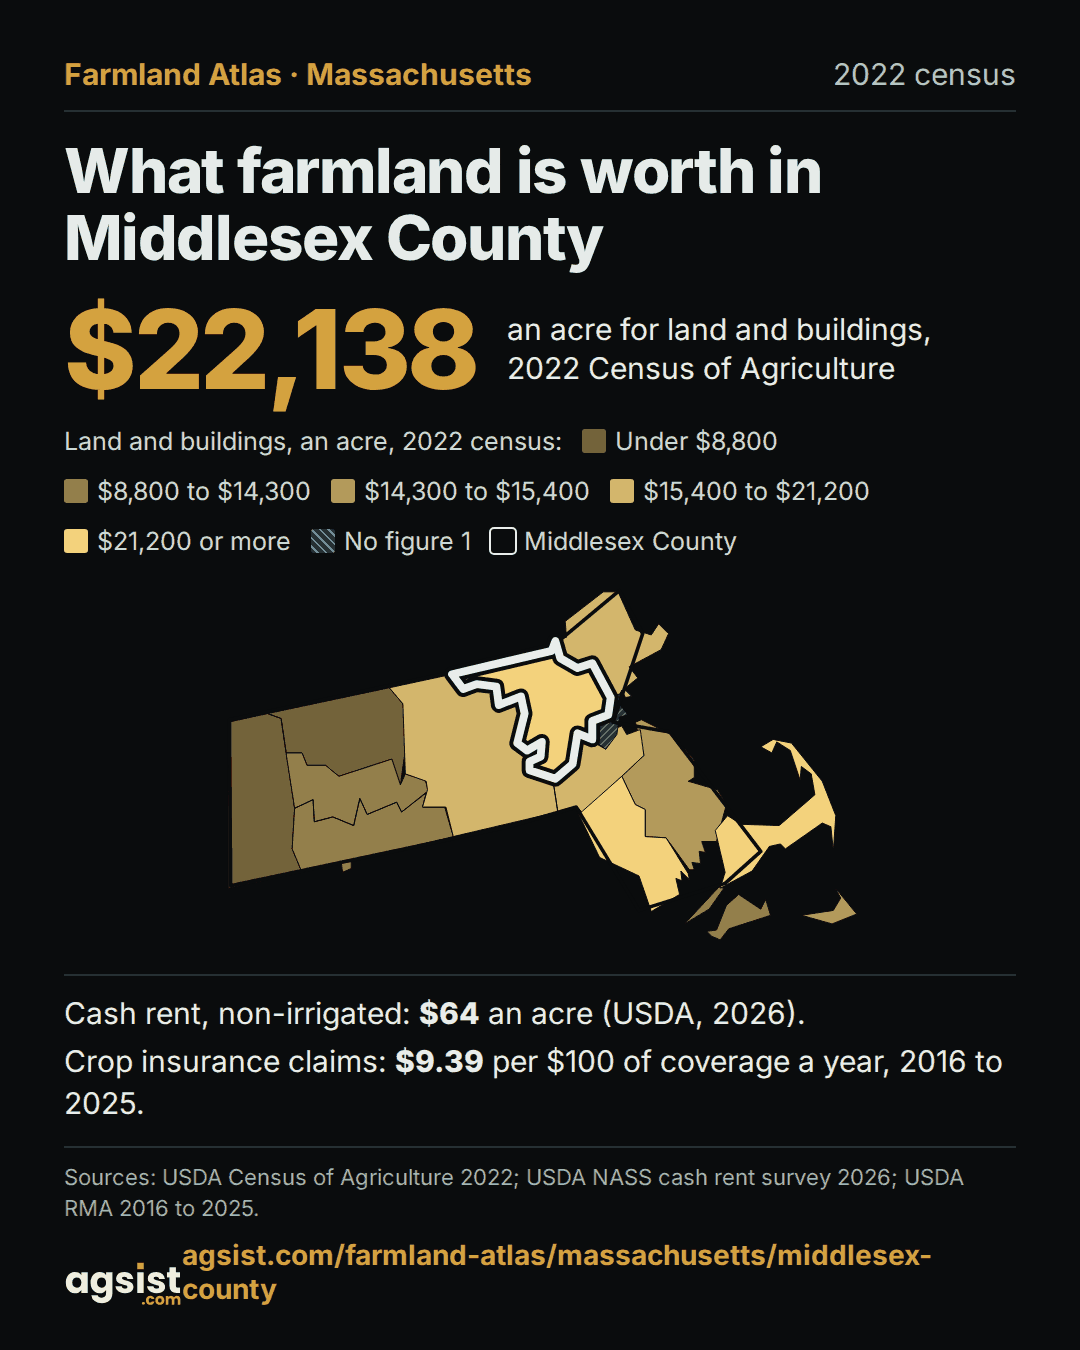 Farmland Atlas · Massachusetts
2022 census
What farmland is worth in
Middlesex County
$22,138
an acre for land and buildings,
2022 Census of Agriculture
Land and buildings, an acre, 2022 census: Under $8,800
$8,800 to $14,300 $14,300 to $15,400 $15,400 to $21,200
$21,200 or more No figure 1 Middlesex County
Cash rent, non-irrigated: $64 an acre (USDA, 2026).
Crop insurance claims: $9.39 per $100 of coverage a year, 2016 to
2025.
Sources: USDA Census of Agriculture 2022; USDA NASS cash rent survey 2026; USDA
RMA 2016 to 2025.
agsist
.com
agsist.com/farmland-atlas/massachusetts/middlesex-
county